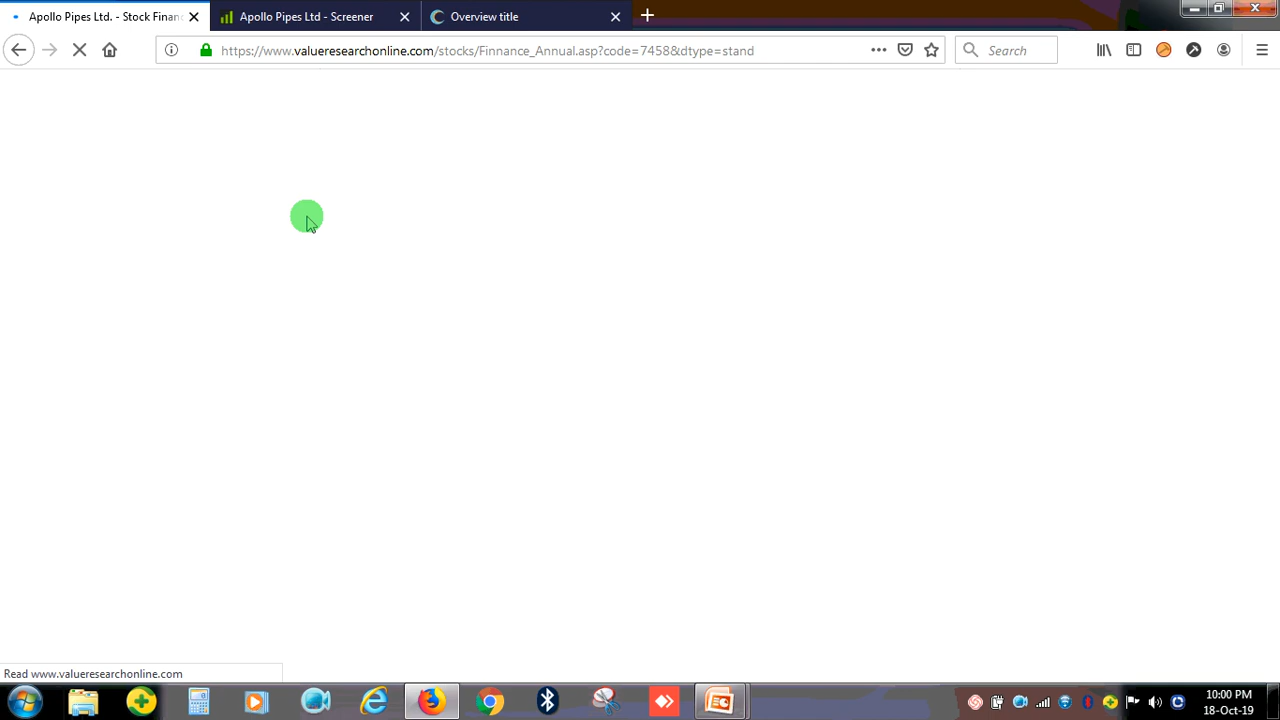 Apollo Pipes Ltd. - Stock Finan
Apollo Pipes Ltd - Screener
Overview title
https://www.valueresearchonline.com/stocks/Finnance_Annual.asp?code=7458&dtype=stand
Search
Read www.valueresearchonline.com
10:00 PM
18-Oct-19